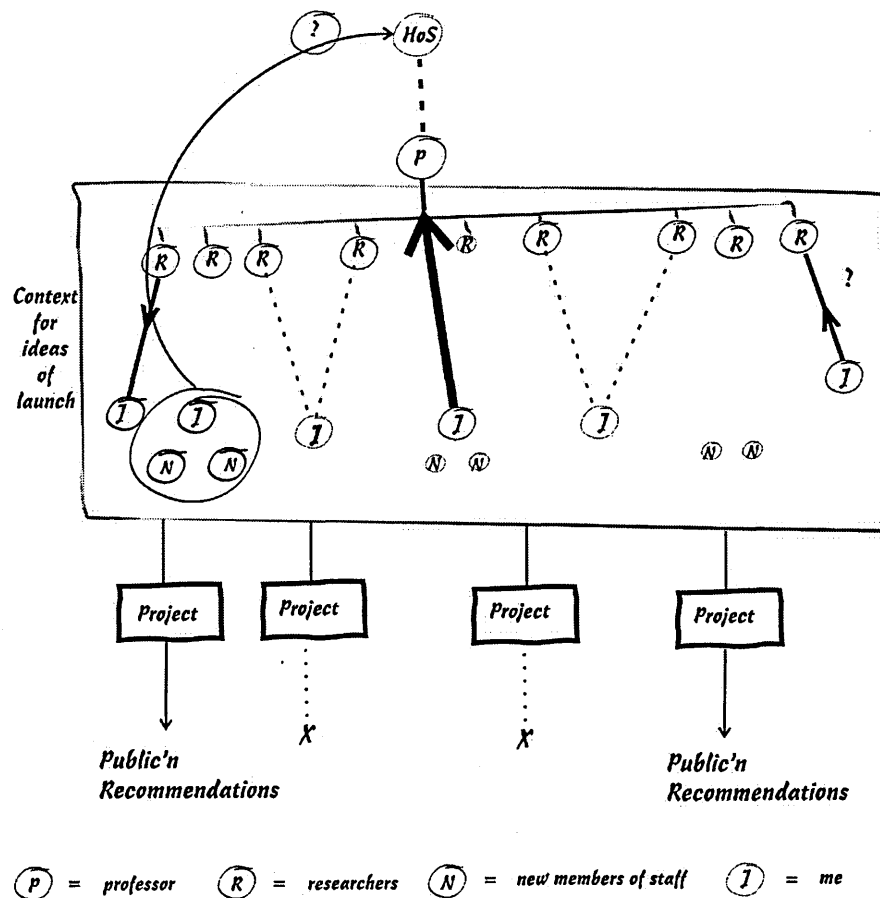 ?
HoS
P
R R R R R R R R R
?
Context
for
ideas
of
launch
I I I I I I
N N N N N N
Project Project Project Project
X X
Public'n
Recommendations
Public'n
Recommendations
P = professor R = researchers N = new members of staff I = me